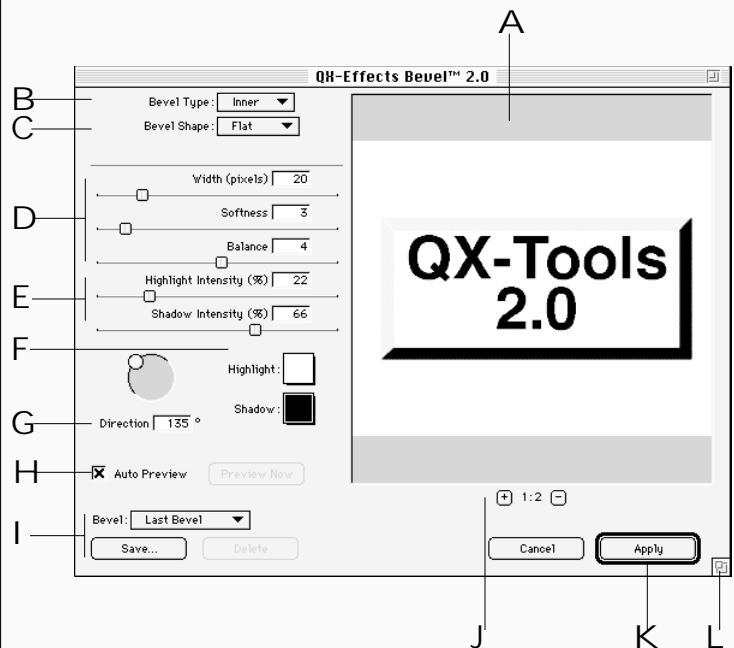 A
QX-Effects Bevel™ 2.0
B
Bevel Type: Inner
C
Bevel Shape: Flat
Width (pixels) 20
D
Softness 3
Balance 4
E
Highlight Intensity (%) 22
Shadow Intensity (%) 66
F
Highlight:
Shadow:
G
Direction 135 °
H
Auto Preview Preview Now
I
Bevel: Last Bevel
Save... Delete
QX-Tools
2.0
+ 1:2 −
Cancel Apply
J K L